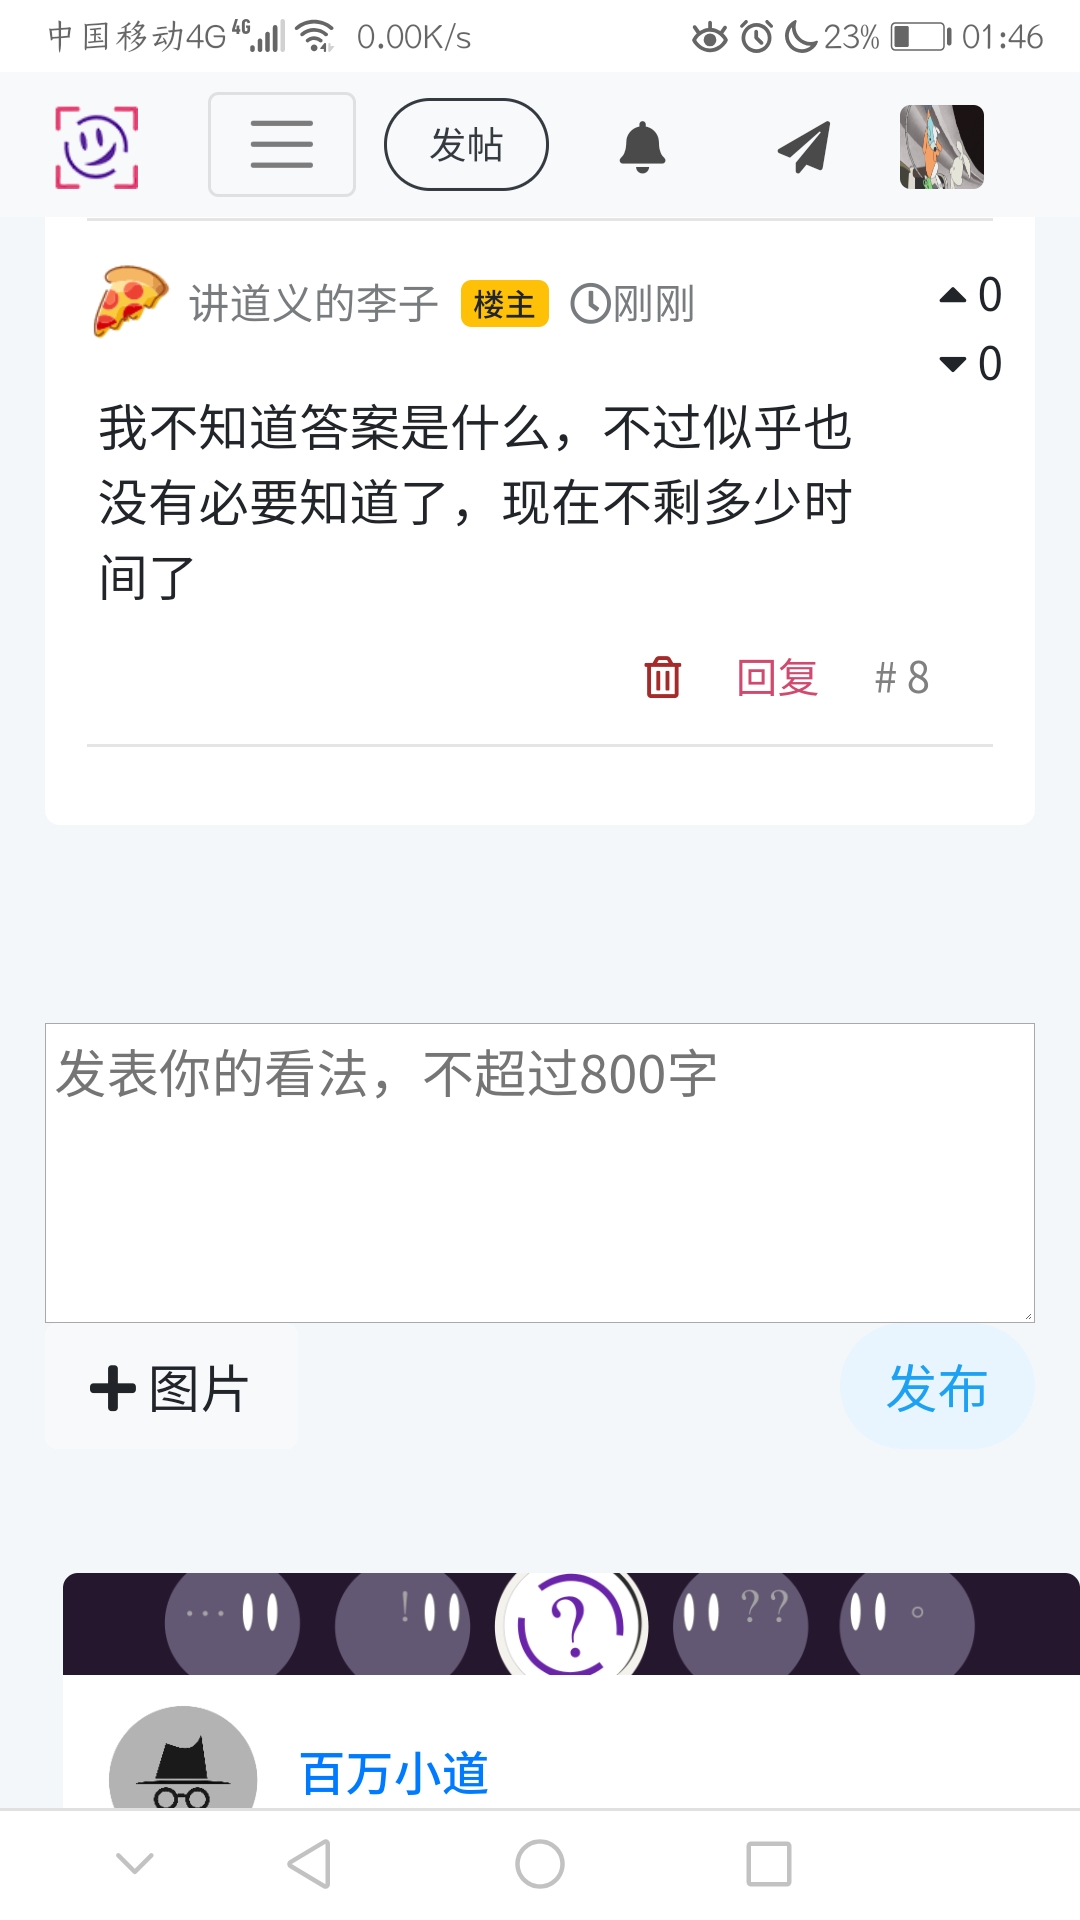 中国移动4G 4G 0.00K/s 23% 01:46
发帖
讲道义的李子 楼主 刚刚 0
0
我不知道答案是什么，不过似乎也
没有必要知道了，现在不剩多少时
间了
回复 # 8
发表你的看法，不超过800字
图片 发布
... ! ? ?? 。
百万小道